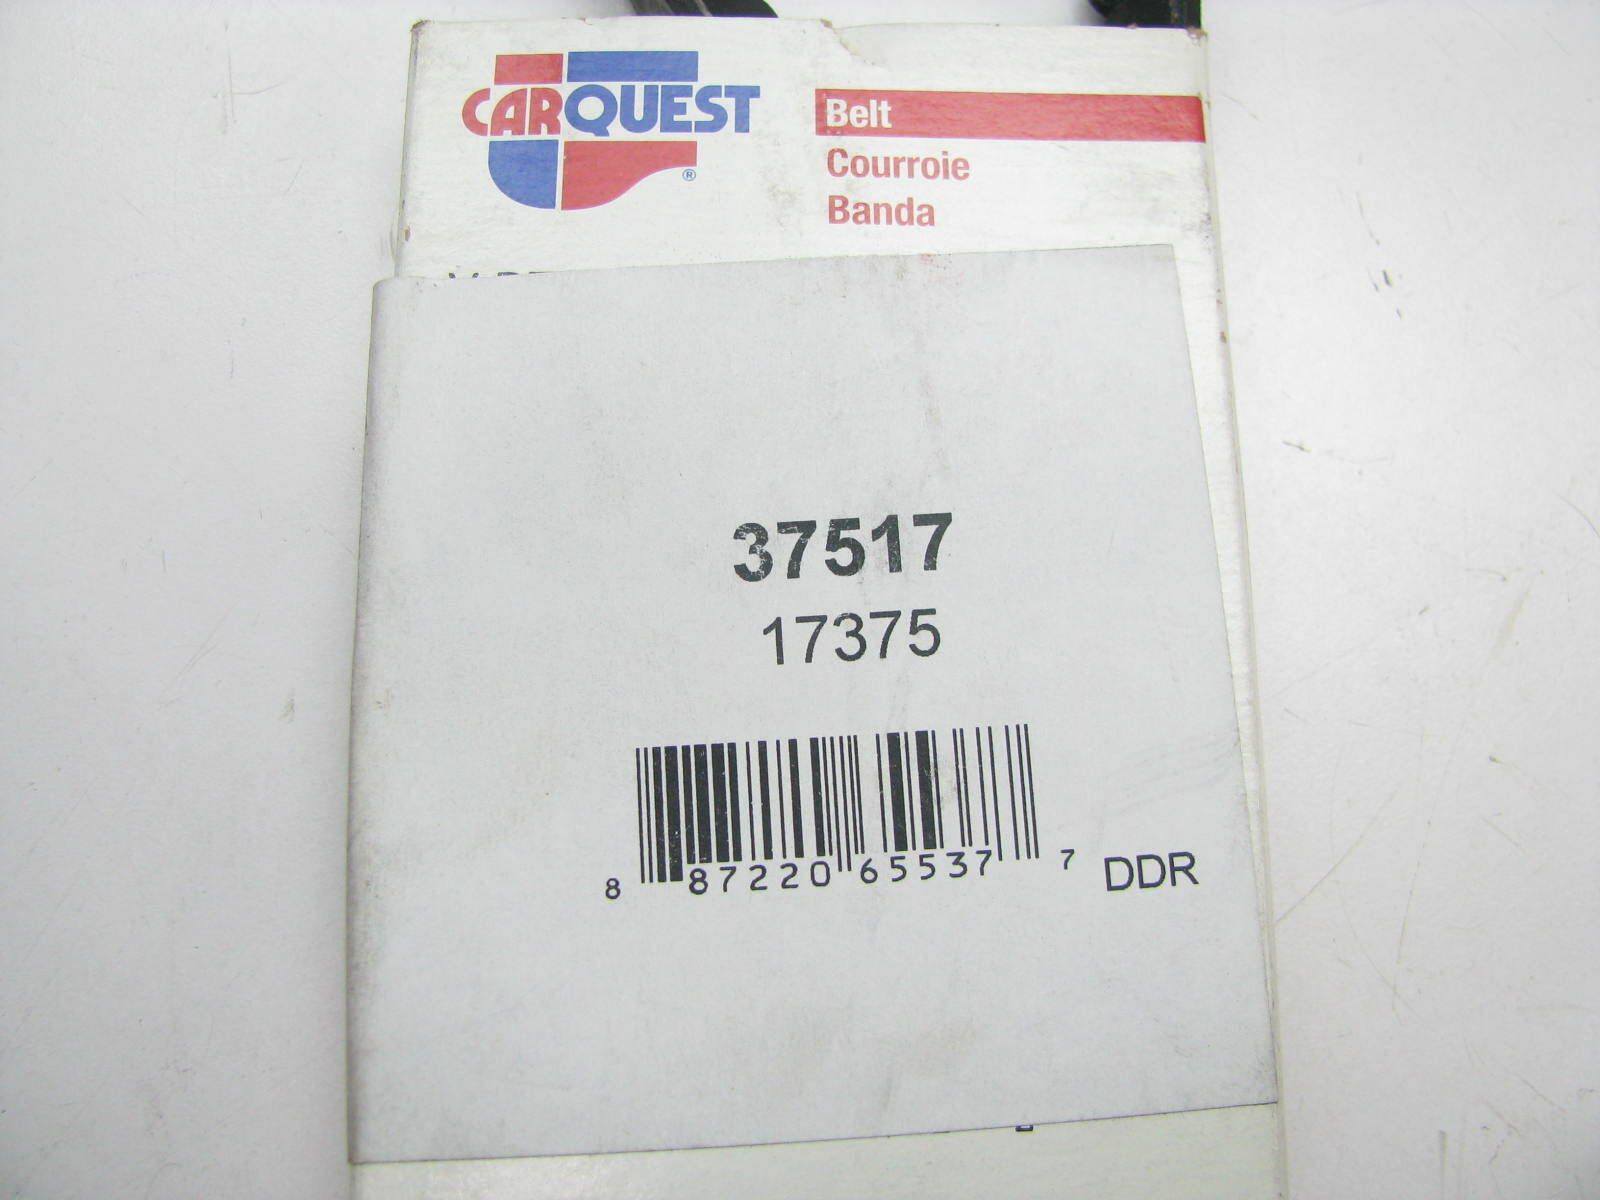 CARQUEST
®
Belt
Courroie
Banda
37517
17375
8 87220 65537 7 DDR